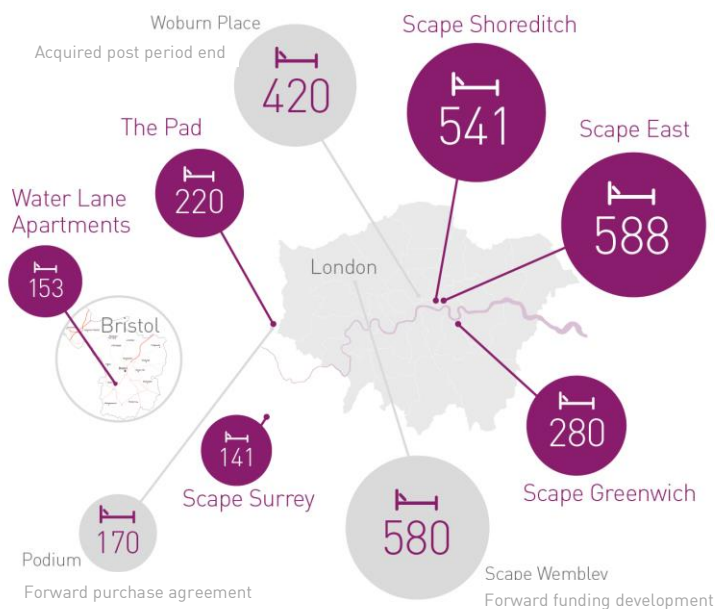 Woburn Place
Acquired post period end
420
Scape Shoreditch
541
The Pad
220
Scape East
588
Water Lane
Apartments
153
London
Bristol
280
Scape Greenwich
141
Scape Surrey
170
Podium
Forward purchase agreement
580
Scape Wembley
Forward funding development